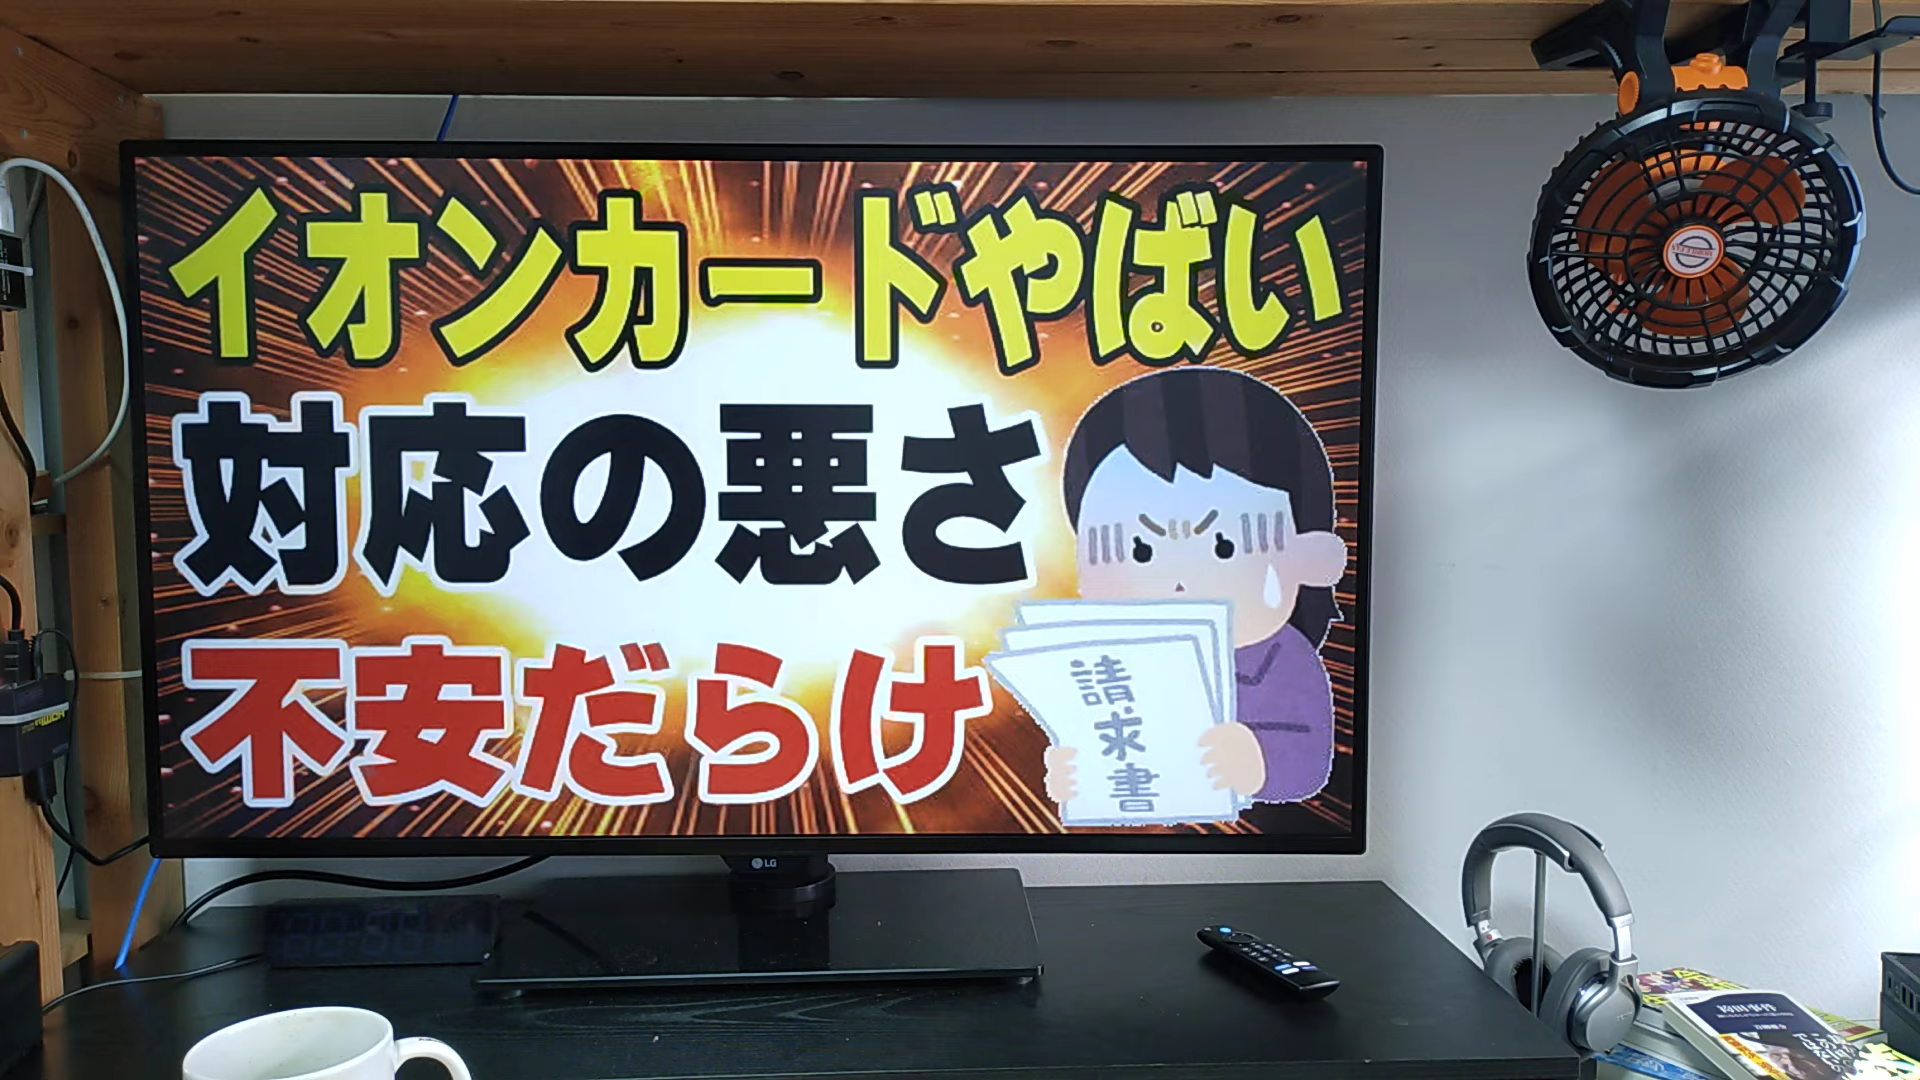 イオンカードやばい
対応の悪さ
不安だらけ
請求書
LG